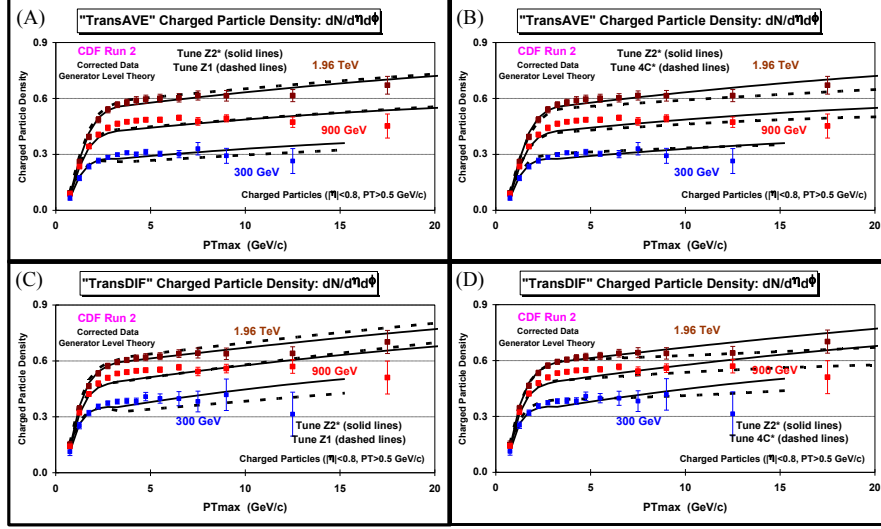 (A)
"TransAVE" Charged Particle Density: dN/dηdϕ
CDF Run 2
Corrected Data
Generator Level Theory
Tune Z2* (solid lines)
Tune Z1 (dashed lines)
1.96 TeV
900 GeV
300 GeV
Charged Particles (|η|<0.8, PT>0.5 GeV/c)
Charged Particle Density
0.9
0.6
0.3
0.0
0 5 10 15 20
PTmax (GeV/c)
(B)
"TransAVE" Charged Particle Density: dN/dηdϕ
CDF Run 2
Corrected Data
Generator Level Theory
Tune Z2* (solid lines)
Tune 4C* (dashed lines)
1.96 TeV
900 GeV
300 GeV
Charged Particles (|η|<0.8, PT>0.5 GeV/c)
Charged Particle Density
0.9
0.6
0.3
0.0
0 5 10 15 20
PTmax (GeV/c)
(C)
"TransDIF" Charged Particle Density: dN/dηdϕ
CDF Run 2
Corrected Data
Generator Level Theory
1.96 TeV
900 GeV
300 GeV
Tune Z2* (solid lines)
Tune Z1 (dashed lines)
Charged Particles (|η|<0.8, PT>0.5 GeV/c)
Charged Particle Density
0.9
0.6
0.3
0.0
0 5 10 15 20
PTmax (GeV/c)
(D)
"TransDIF" Charged Particle Density: dN/dηdϕ
CDF Run 2
Corrected Data
Generator Level Theory
1.96 TeV
900 GeV
300 GeV
Tune Z2* (solid lines)
Tune 4C* (dashed lines)
Charged Particles (|η|<0.8, PT>0.5 GeV/c)
Charged Particle Density
0.9
0.6
0.3
0.0
0 5 10 15 20
PTmax (GeV/c)